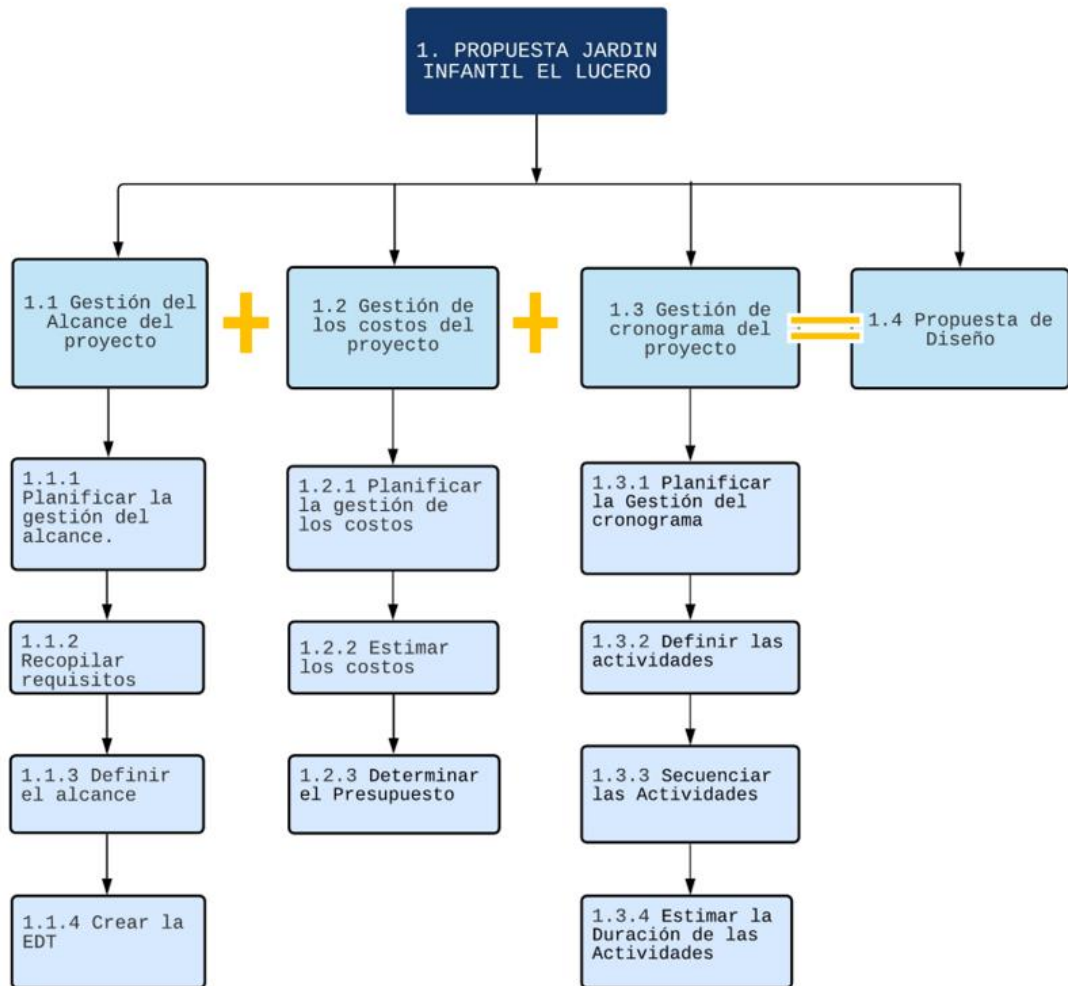 1. PROPUESTA JARDIN
INFANTIL EL LUCERO
1.1 Gestión del
Alcance del
proyecto
+
1.2 Gestión de
los costos del
proyecto
+
1.3 Gestión de
cronograma del
proyecto
=
1.4 Propuesta de
Diseño
1.1.1
Planificar la
gestión del
alcance.
1.1.2
Recopilar
requisitos
1.1.3 Definir
el alcance
1.1.4 Crear la
EDT
1.2.1 Planificar
la gestión de
los costos
1.2.2 Estimar
los costos
1.2.3 Determinar
el Presupuesto
1.3.1 Planificar
la Gestión del
cronograma
1.3.2 Definir las
actividades
1.3.3 Secuenciar
las Actividades
1.3.4 Estimar la
Duración de las
Actividades